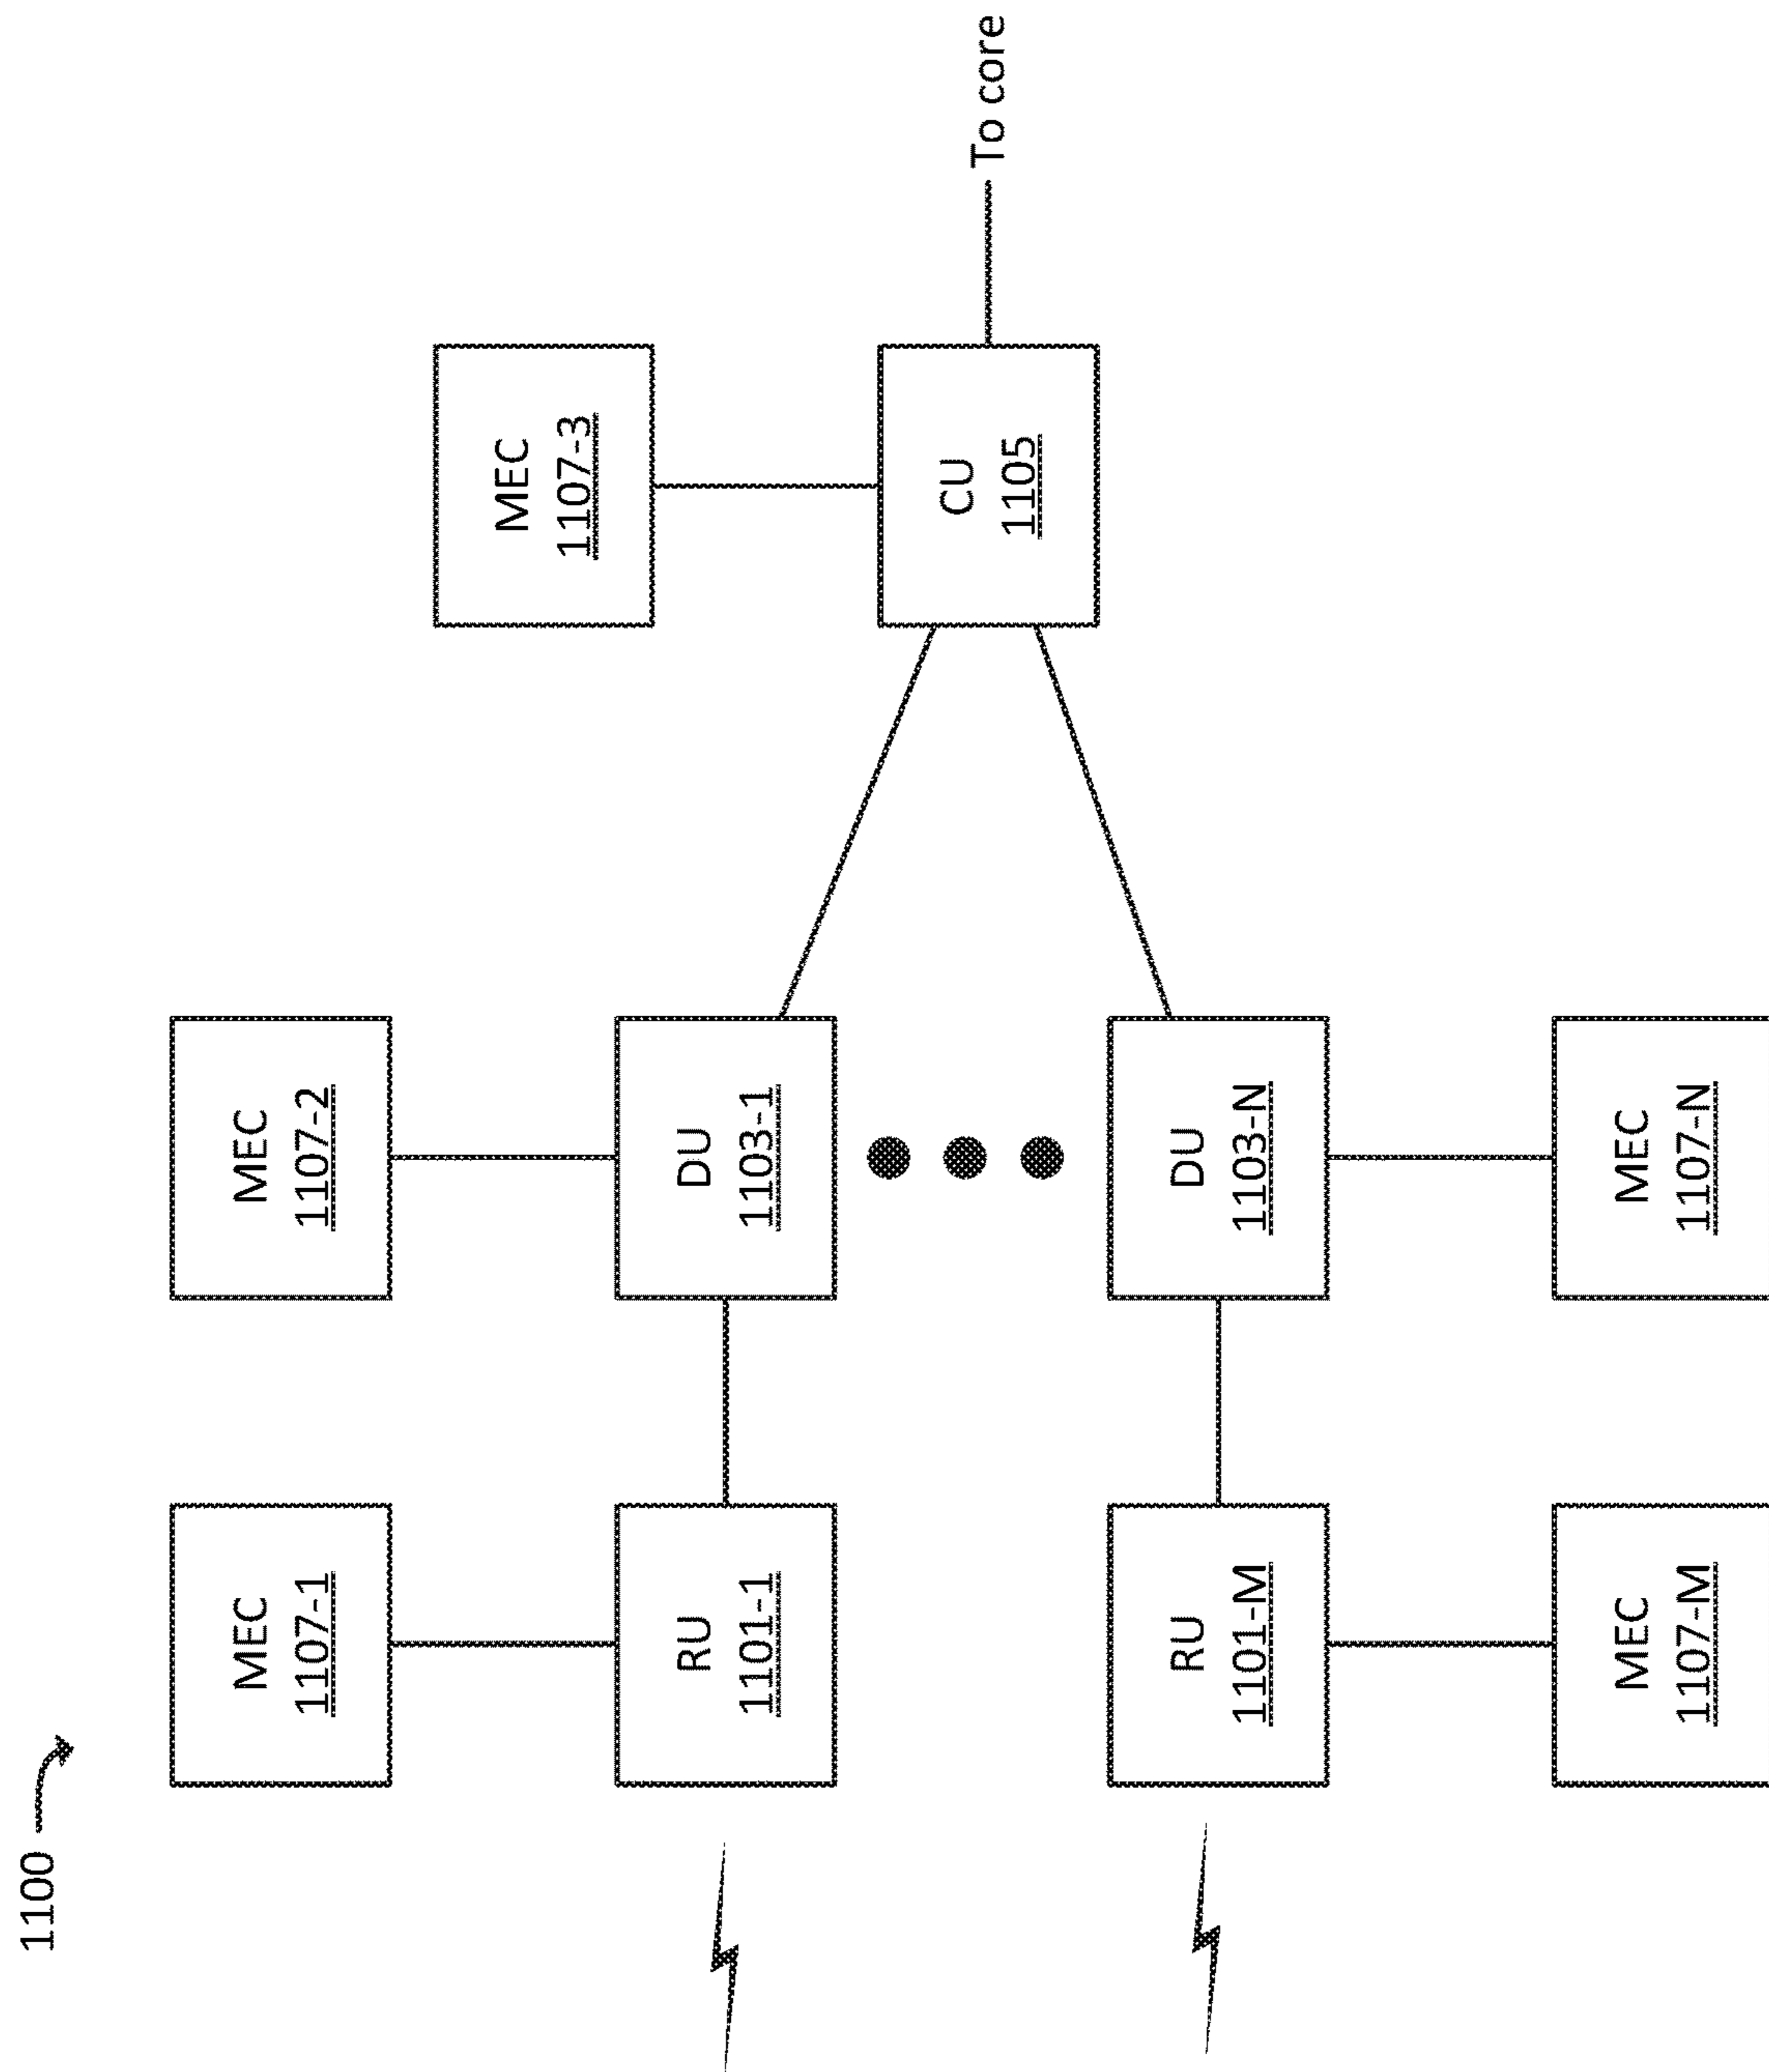 1100
MEC
1107-1
MEC
1107-2
MEC
1107-3
RU
1101-1
DU
1103-1
CU
1105
To core
RU
1101-M
DU
1103-N
MEC
1107-M
MEC
1107-N